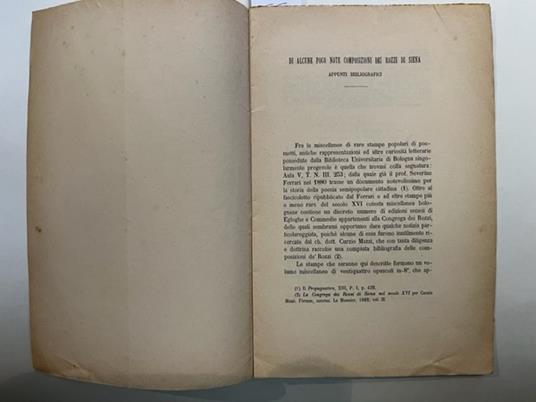 DI ALCUNE POCO NOTE COMPOSIZIONI DEI ROZZI DI SIENA
APPUNTI BIBLIOGRAFICI
Fra le miscellanee di rare stampe popolari di poe-
metti, antiche rappresentazioni ed altre curiosità letterarie
possedute dalla Biblioteca Universitaria di Bologna singo-
larmente pregevole è quella che trovasi colla segnatura:
Aula V, T. N. III. 253; dalla quale già il prof. Severino
Ferrari nel 1880 trasse un documento notevolissimo per
la storia della poesia semipopolare cittadina (1). Oltre al
fascicoletto ripubblicato dal Ferrari e ad altre stampe più
o meno rare del secolo XVI cotesta miscellanea bolo-
gnese contiene un discreto numero di edizioni senesi di
Egloghe e Commedie appartenenti alla Congrega dei Rozzi,
delle quali sembrami opportuno dare qualche notizia parti-
colareggiata, poichè alcune di esse furono inutilmente ri-
cercate dal ch. dott. Curzio Mazzi, che con tanta diligenza
e dottrina raccolse una compiuta bibliografia delle com-
posizioni de' Rozzi (2).
Le stampe che saranno qui descritte formono un vo-
lume miscellaneo di ventiquattro opuscoli in-8°, che ap-
(1) Il Propugnatore, XIII, P. I, p. 432.
(2) La Congrega dei Rozzi di Siena nel secolo XVI per Curzio
Mazzi. Firenze, success. Le Monnier, 1882, vol. II.